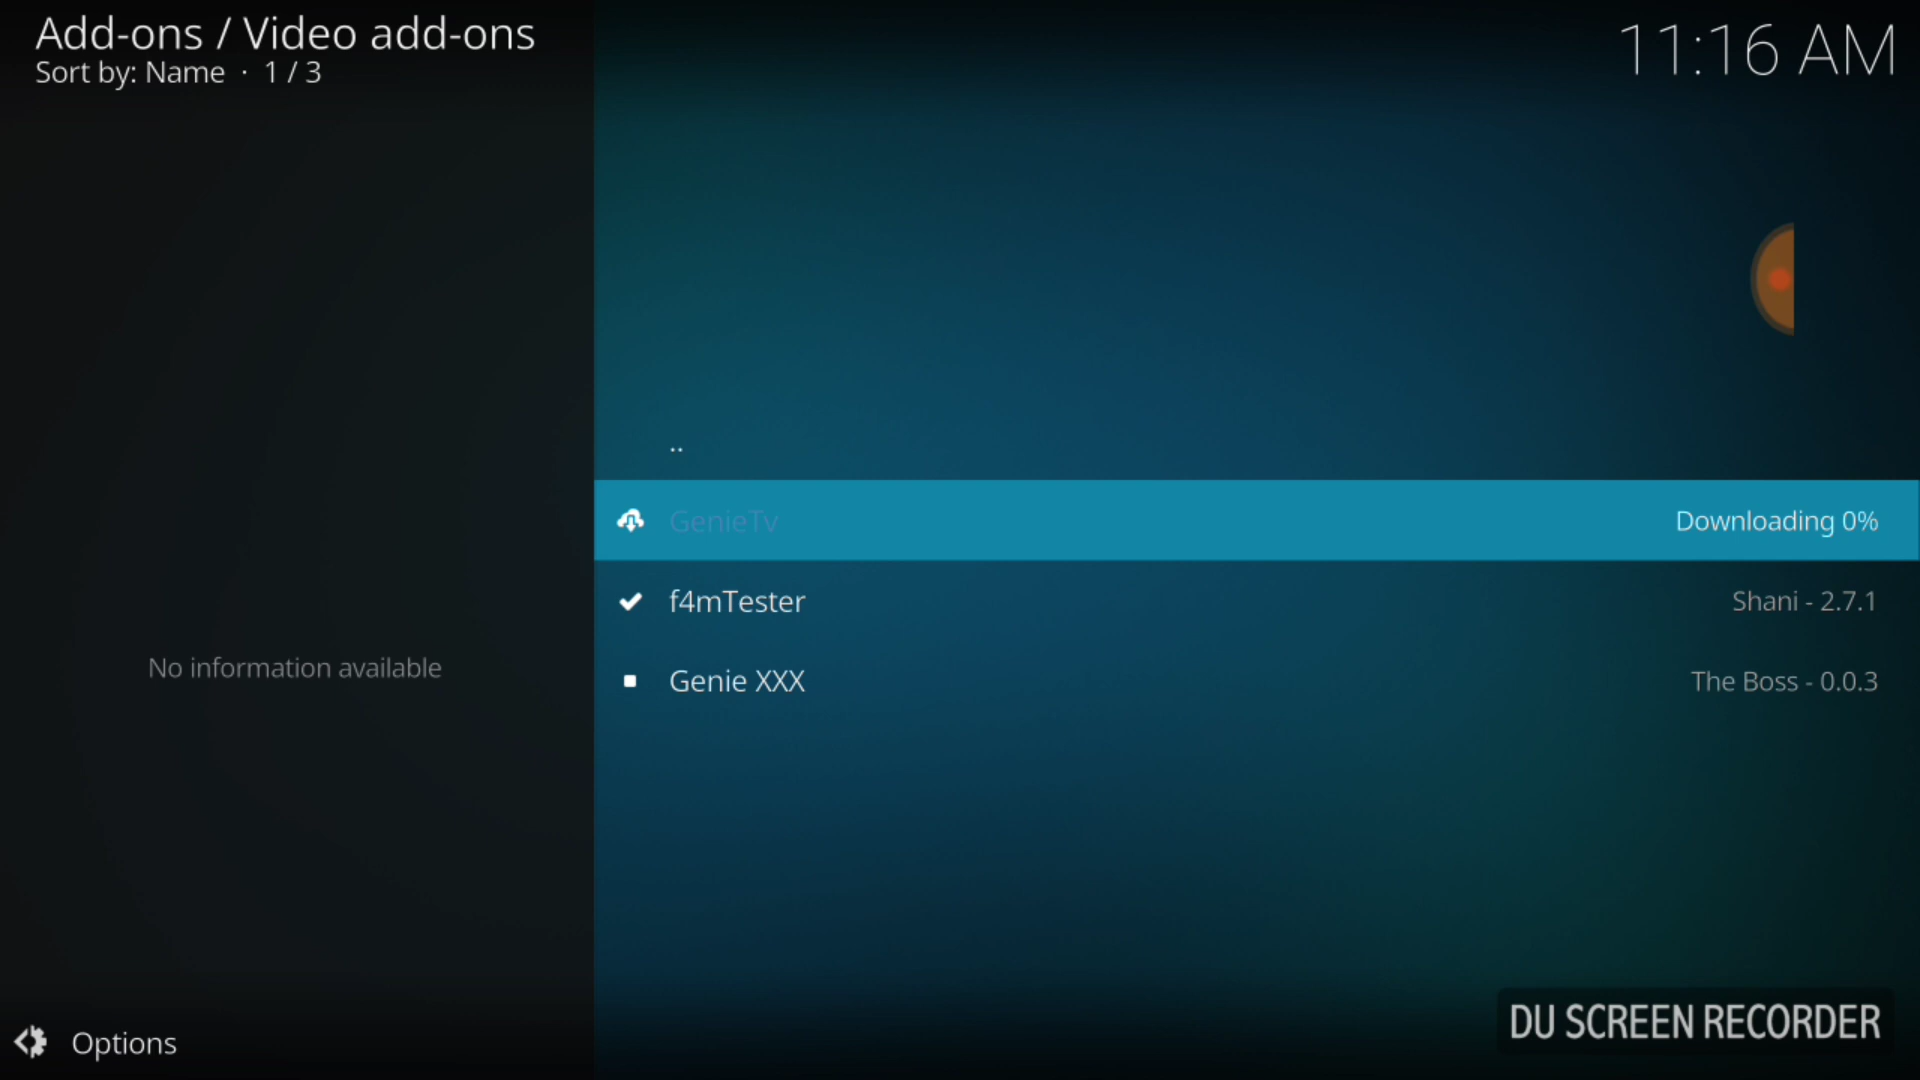 Add-ons / Video add-ons
Sort by: Name · 1 / 3
11:16 AM
..
GenieTv
Downloading 0%
f4mTester
Shani - 2.7.1
Genie XXX
The Boss - 0.0.3
No information available
Options
DU SCREEN RECORDER